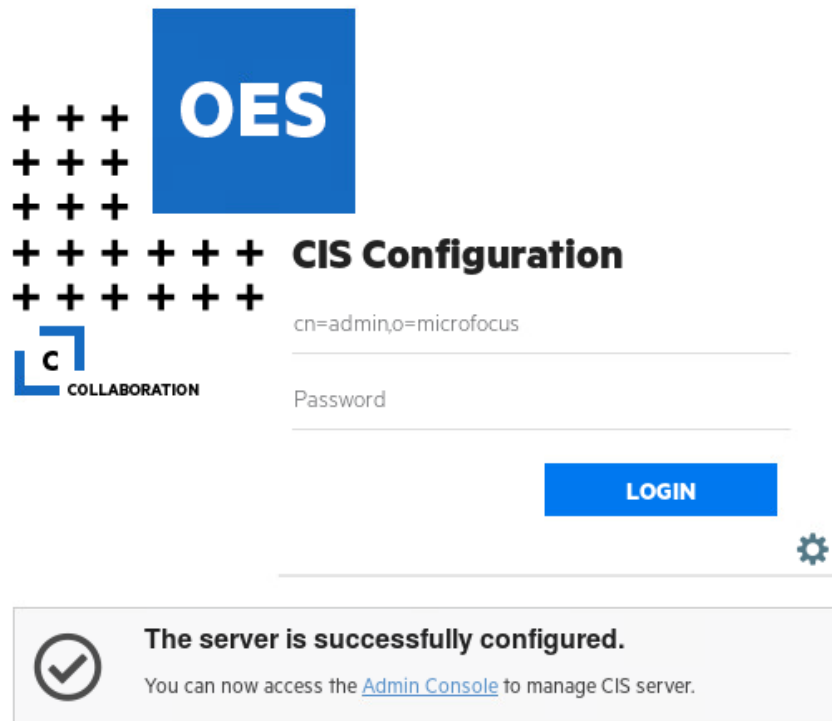 OES
CIS Configuration
cn=admin,o=microfocus
C
COLLABORATION
Password
LOGIN
The server is successfully configured.
You can now access the Admin Console to manage CIS server.